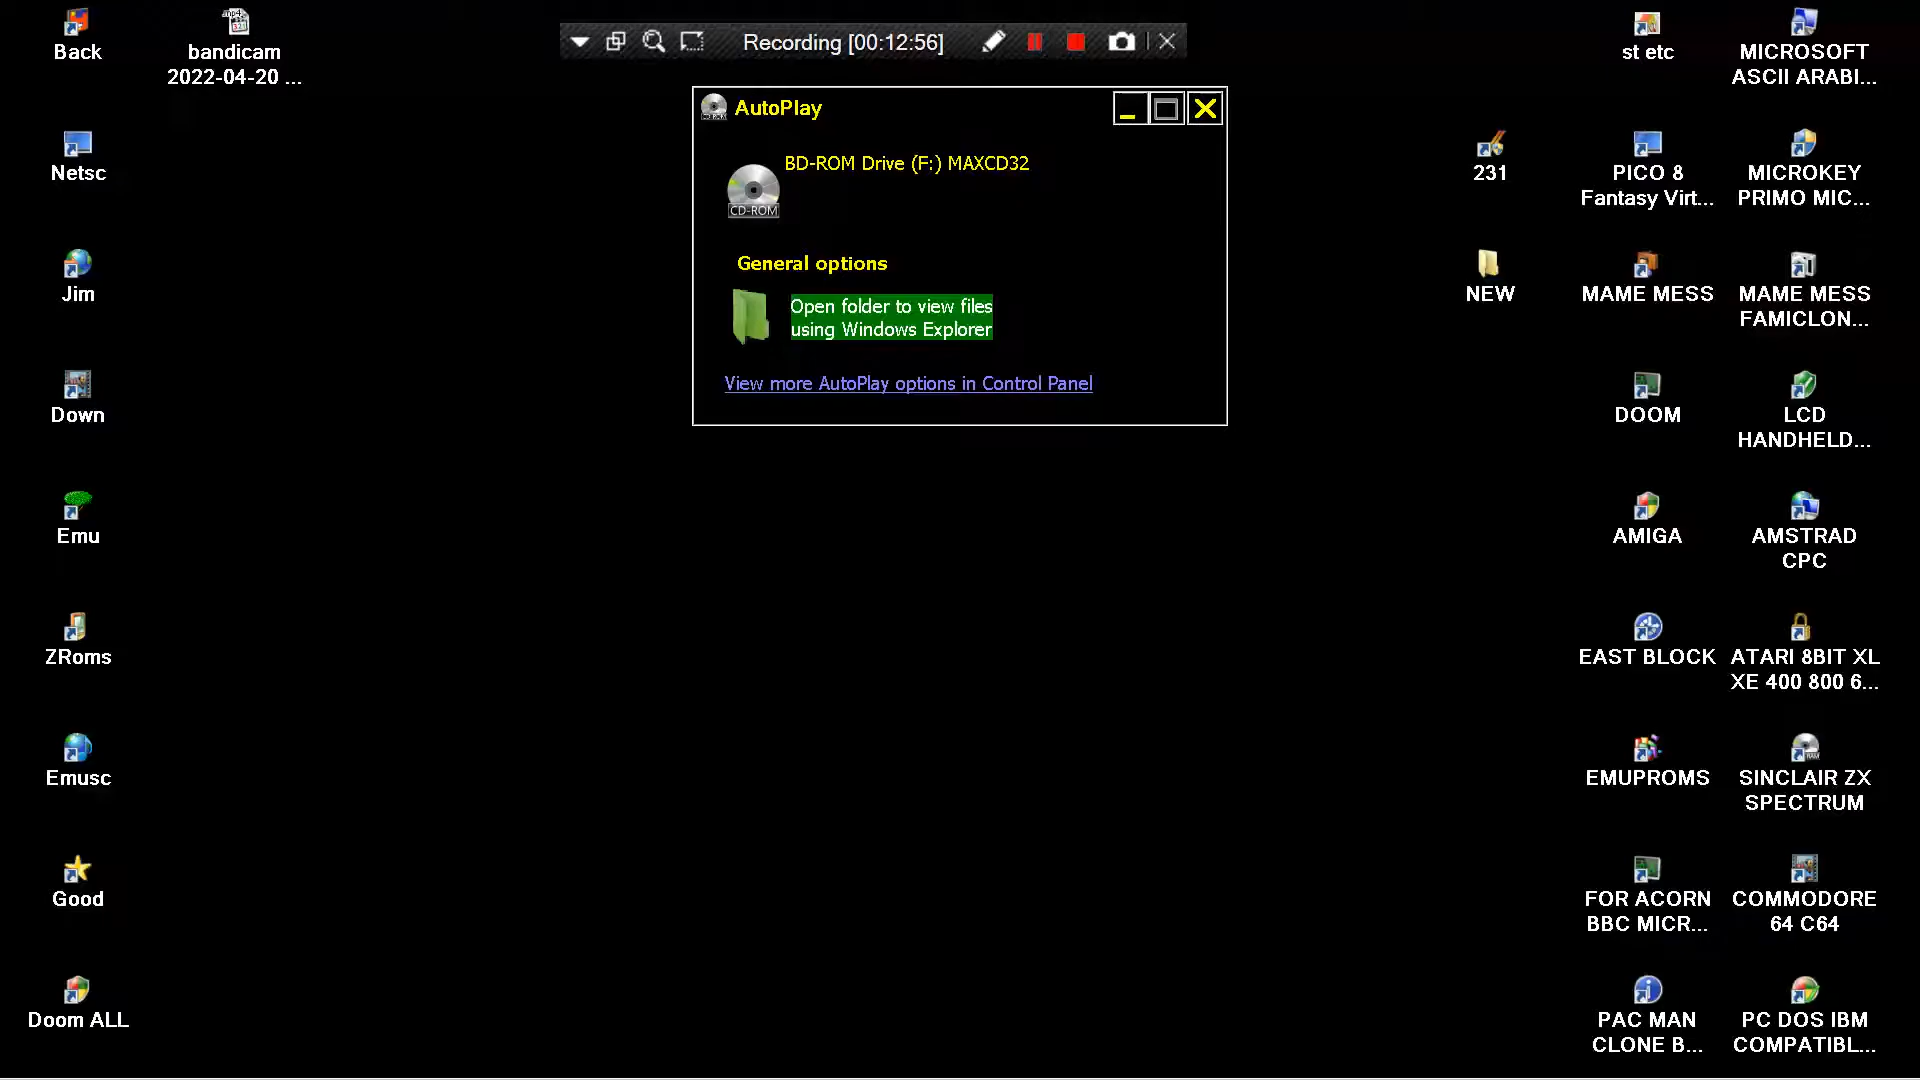 Back
bandicam
2022-04-20 ...
Recording [00:12:56]
st etc
MICROSOFT
ASCII ARABI...
AutoPlay
BD-ROM Drive (F:) MAXCD32
CD-ROM
General options
Open folder to view files
using Windows Explorer
View more AutoPlay options in Control Panel
Netsc
231
PICO 8
Fantasy Virt...
MICROKEY
PRIMO MIC...
Jim
NEW
MAME MESS
MAME MESS
FAMICLON...
Down
DOOM
LCD
HANDHELD...
Emu
AMIGA
AMSTRAD
CPC
ZRoms
EAST BLOCK
ATARI 8BIT XL
XE 400 800 6...
Emusc
EMUPROMS
SINCLAIR ZX
SPECTRUM
Good
FOR ACORN
BBC MICR...
COMMODORE
64 C64
Doom ALL
PAC MAN
CLONE B...
PC DOS IBM
COMPATIBL...